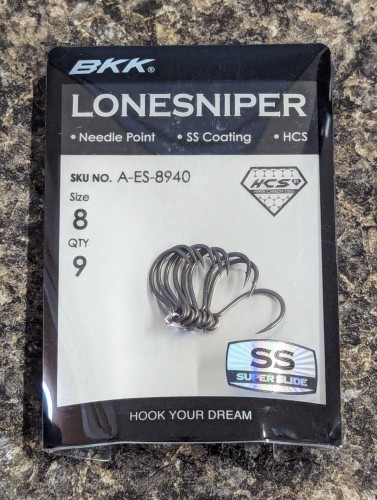 BKK®
LONESNIPER
• Needle Point • SS Coating • HCS
SKU NO. A-ES-8940
Size
8
QTY
9
HCS
SS
SUPER SLIDE
HOOK YOUR DREAM